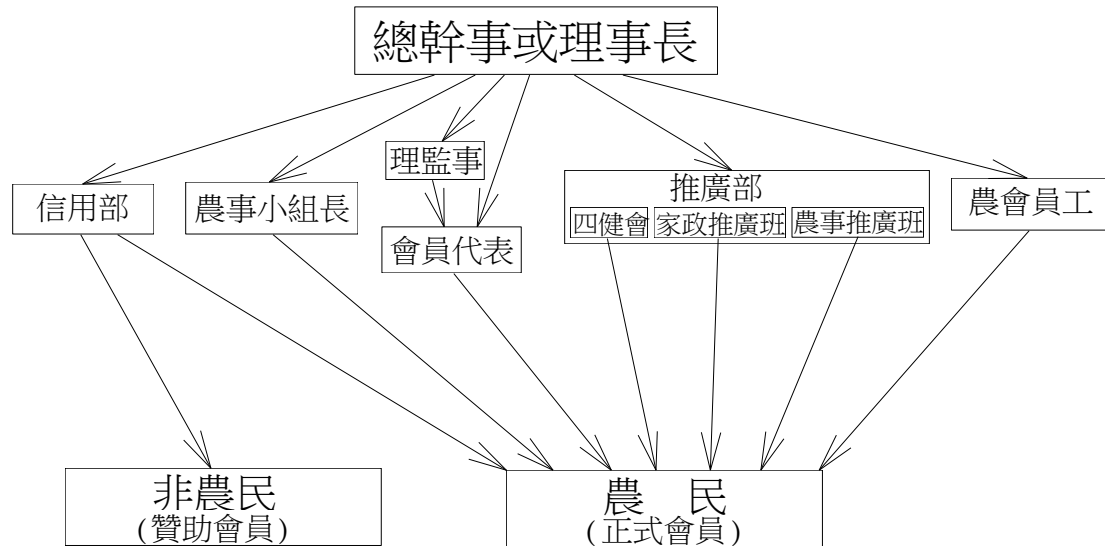 總幹事或理事長
理監事
信用部
農事小組長
推廣部
農會員工
四健會
家政推廣班
農事推廣班
會員代表
非農民
(贊助會員)
農 民
(正式會員)